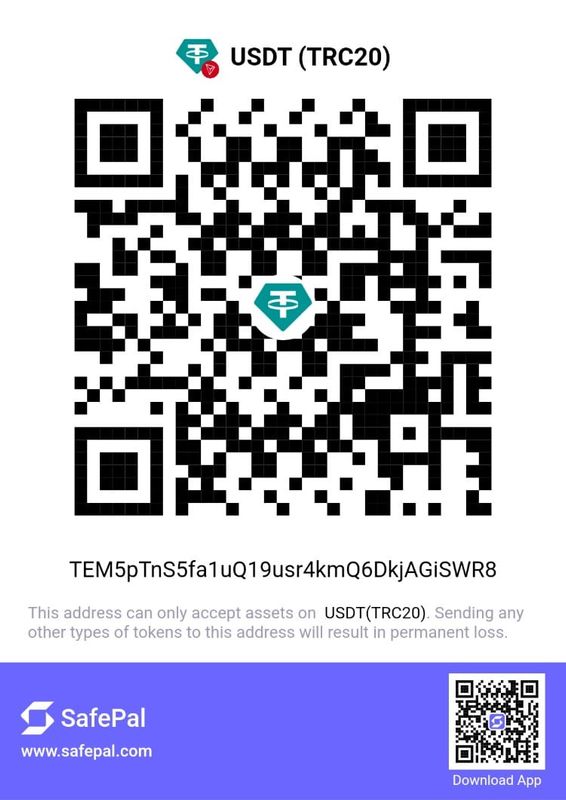 USDT (TRC20)
TEM5pTnS5fa1uQ19usr4kmQ6DkjAGiSWR8
This address can only accept assets on USDT(TRC20). Sending any
other types of tokens to this address will result in permanent loss.
SafePal
www.safepal.com
Download App